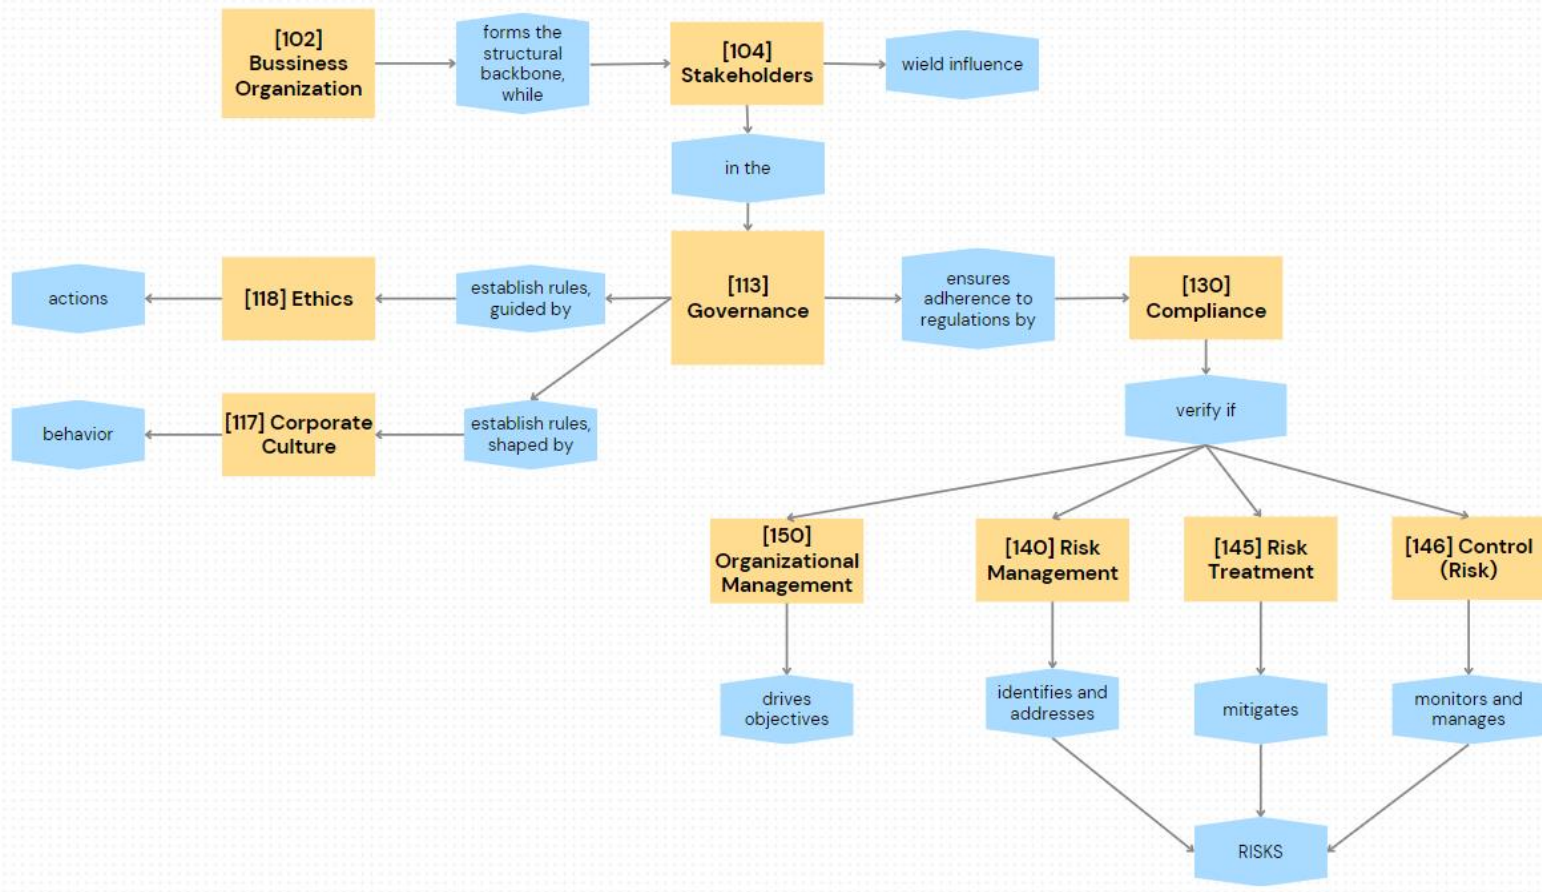 [102]
Bussiness
Organization
forms the
structural
backbone,
while
[104]
Stakeholders
wield influence
in the
actions
[118] Ethics
establish rules,
guided by
[113]
Governance
ensures
adherence to
regulations by
[130]
Compliance
behavior
[117] Corporate
Culture
establish rules,
shaped by
verify if
[150]
Organizational
Management
[140] Risk
Management
[145] Risk
Treatment
[146] Control
(Risk)
drives
objectives
identifies and
addresses
mitigates
monitors and
manages
RISKS